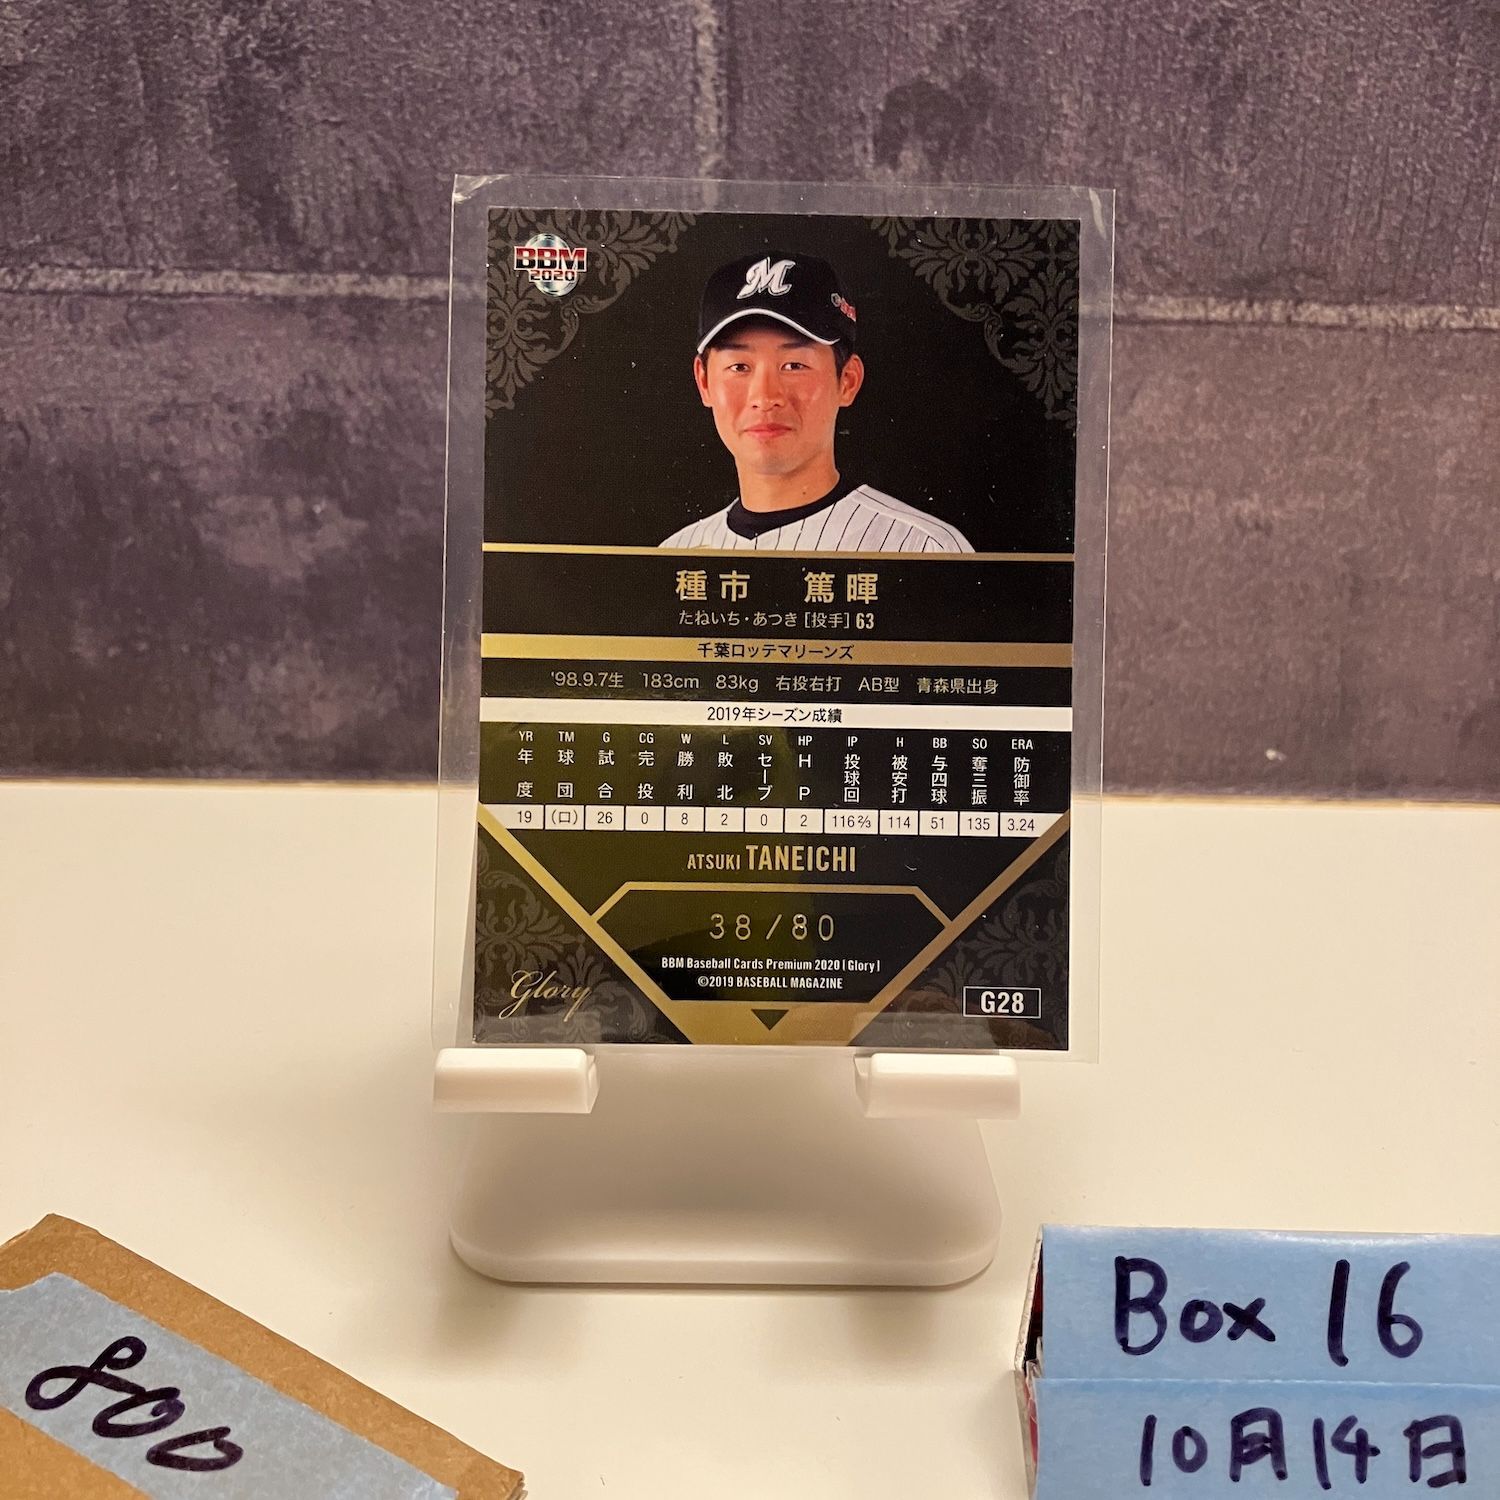 BBM
2020
M
種市 篤暉
たねいち・あつき [投手] 63
千葉ロッテマリーンズ
'98.9.7生 183cm 83kg 右投右打 AB型 青森県出身
2019年シーズン成績
YR TM G CG W L SV HP IP H BB SO ERA
年度 球団 試合 完投 勝利 敗北 セーブ HP 投球回 被安打 与四球 奪三振 防御率
19 (ロ) 26 0 8 2 0 2 116 2/3 114 51 135 3.24
ATSUKI TANEICHI
38/80
BBM Baseball Cards Premium 2020 [Glory]
©2019 BASEBALL MAGAZINE
Glory
G28
800
Box 16
10月14日